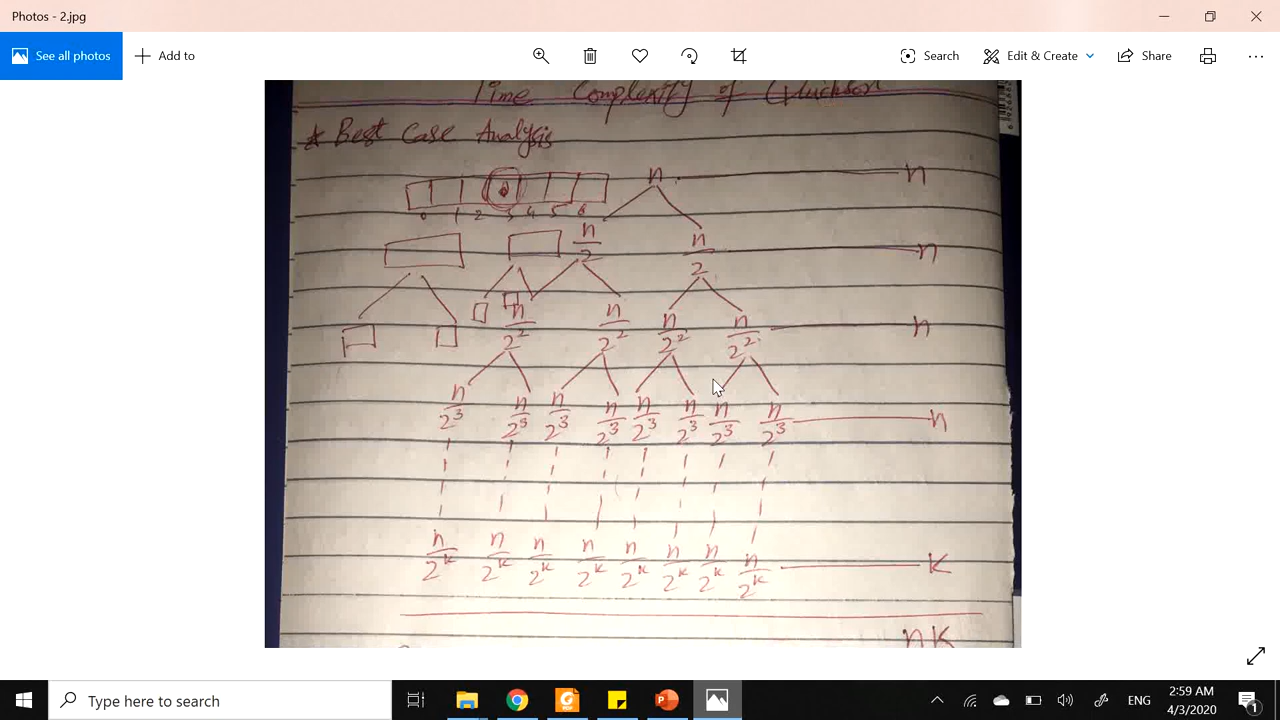 Photos - 2.jpg
See all photos
Add to
Search
Edit & Create
Share
Time Complexity of Quicksort
* Best Case Analysis
n n
0 1 2 3 4 5 6
n/2 n/2 n
n/2² n/2² n/2² n/2² n
n/2³ n/2³ n/2³ n/2³ n/2³ n/2³ n/2³ n/2³ n
n/2ᵏ n/2ᵏ n/2ᵏ n/2ᵏ n/2ᵏ n/2ᵏ n/2ᵏ n/2ᵏ K
nK
Type here to search
ENG
2:59 AM
4/3/2020
1